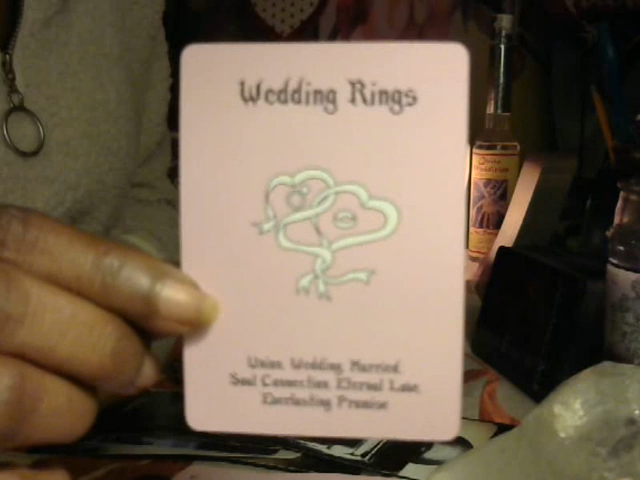 Wedding Rings
Union, Wedding, Married,
Soul Connection, Eternal Love,
Everlasting Promise